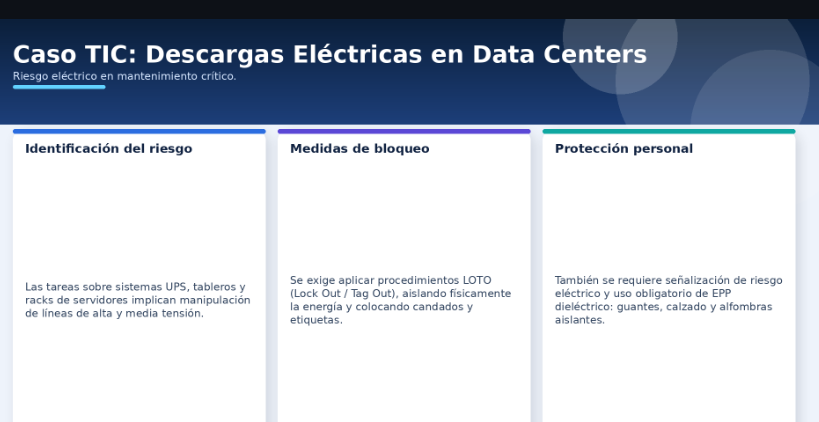 Caso TIC: Descargas Eléctricas en Data Centers
Riesgo eléctrico en mantenimiento crítico.
Identificación del riesgo
Las tareas sobre sistemas UPS, tableros y
racks de servidores implican manipulación
de líneas de alta y media tensión.
Medidas de bloqueo
Se exige aplicar procedimientos LOTO
(Lock Out / Tag Out), aislando físicamente
la energía y colocando candados y
etiquetas.
Protección personal
También se requiere señalización de riesgo
eléctrico y uso obligatorio de EPP
dieléctrico: guantes, calzado y alfombras
aislantes.